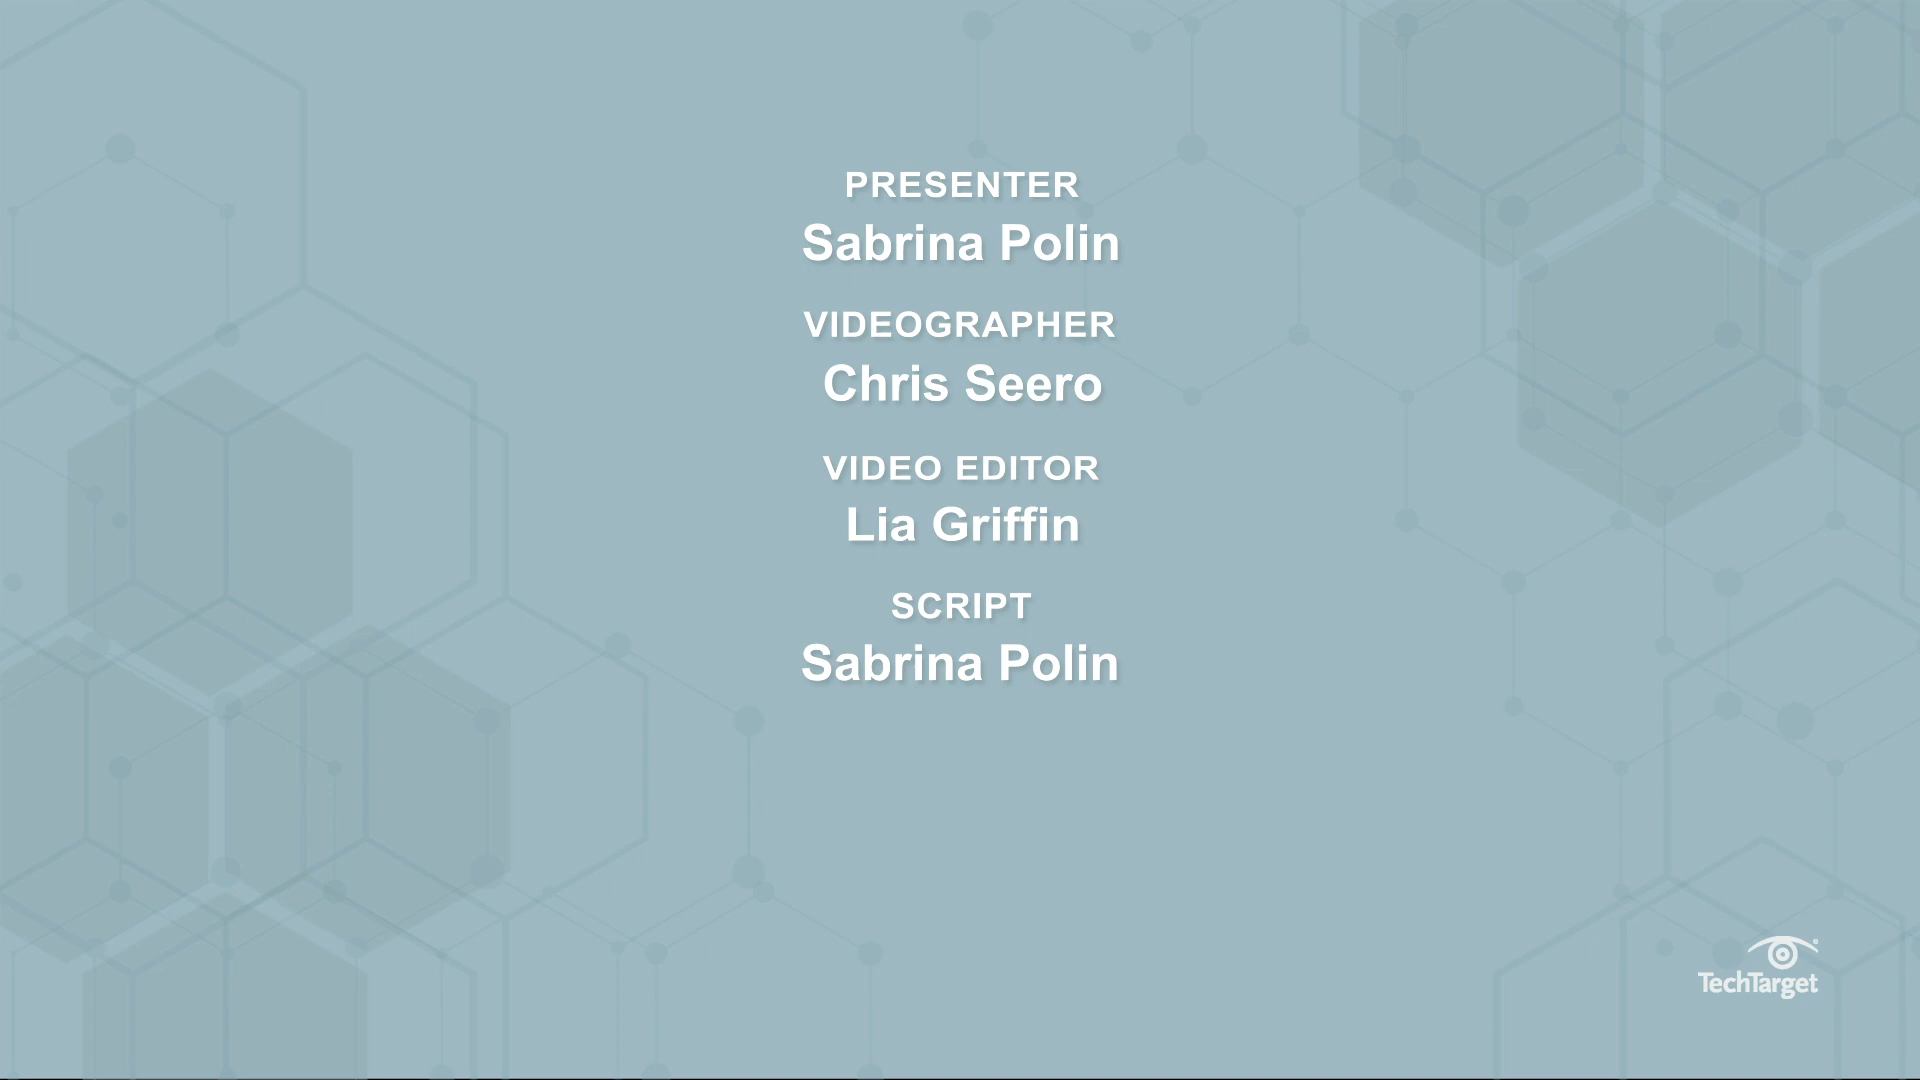 PRESENTER
Sabrina Polin
VIDEOGRAPHER
Chris Seero
VIDEO EDITOR
Lia Griffin
SCRIPT
Sabrina Polin
TechTarget